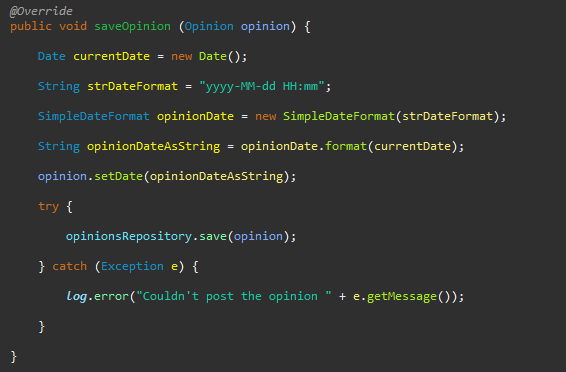 @Override
public void saveOpinion (Opinion opinion) {
Date currentDate = new Date();
String strDateFormat = "yyyy-MM-dd HH:mm";
SimpleDateFormat opinionDate = new SimpleDateFormat(strDateFormat);
String opinionDateAsString = opinionDate.format(currentDate);
opinion.setDate(opinionDateAsString);
try {
opinionsRepository.save(opinion);
} catch (Exception e) {
log.error("Couldn't post the opinion " + e.getMessage());
}
}